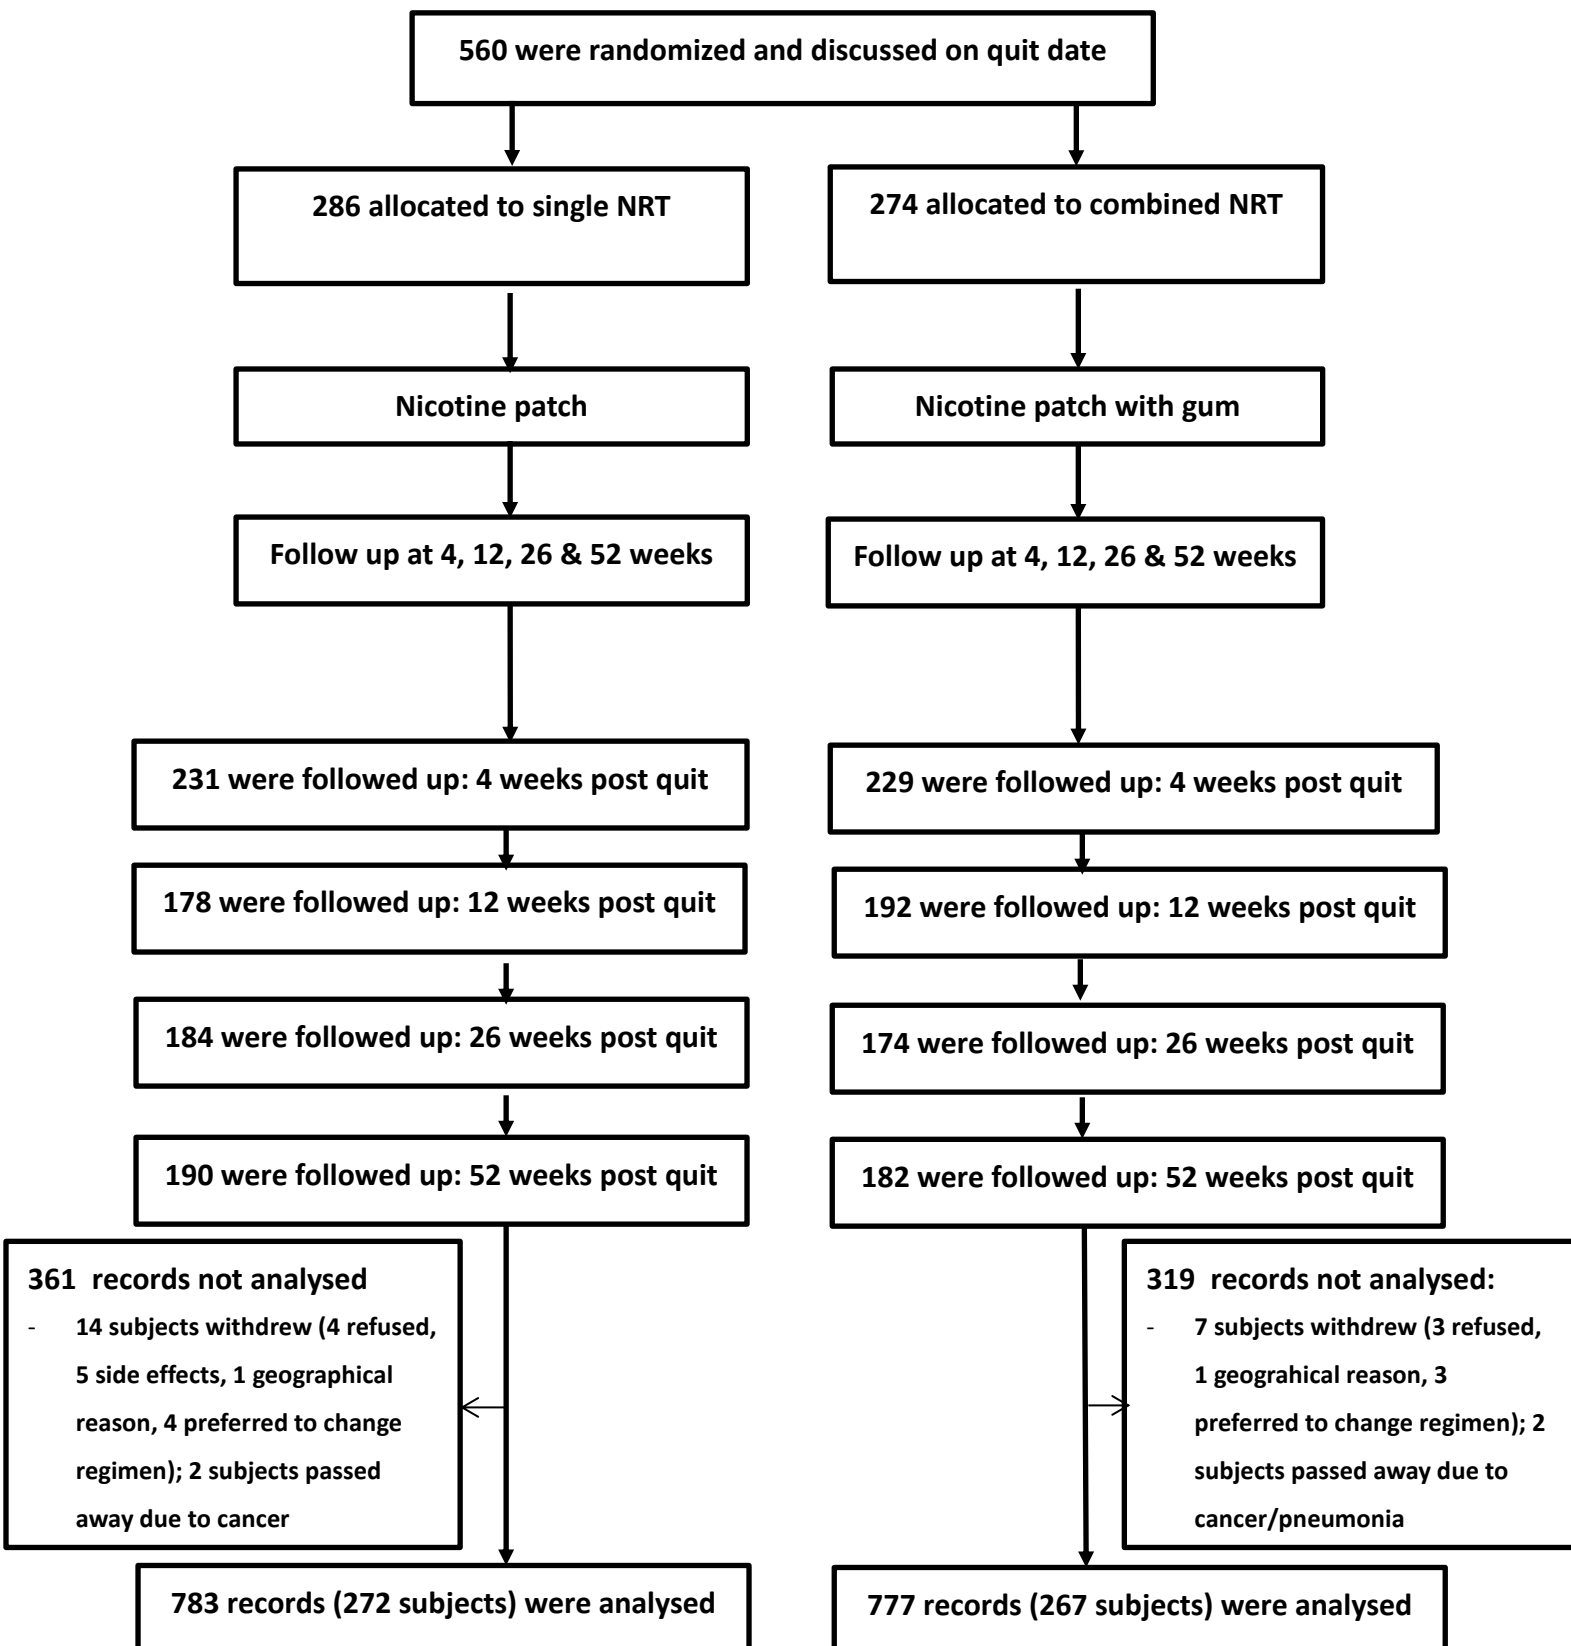 560 were randomized and discussed on quit date
286 allocated to single NRT
274 allocated to combined NRT
Nicotine patch
Nicotine patch with gum
Follow up at 4, 12, 26 & 52 weeks
Follow up at 4, 12, 26 & 52 weeks
231 were followed up: 4 weeks post quit
229 were followed up: 4 weeks post quit
178 were followed up: 12 weeks post quit
192 were followed up: 12 weeks post quit
184 were followed up: 26 weeks post quit
174 were followed up: 26 weeks post quit
190 were followed up: 52 weeks post quit
182 were followed up: 52 weeks post quit
361 records not analysed
- 14 subjects withdrew (4 refused,
5 side effects, 1 geographical
reason, 4 preferred to change
regimen); 2 subjects passed
away due to cancer
319 records not analysed:
- 7 subjects withdrew (3 refused,
1 geograhical reason, 3
preferred to change regimen); 2
subjects passed away due to
cancer/pneumonia
783 records (272 subjects) were analysed
777 records (267 subjects) were analysed